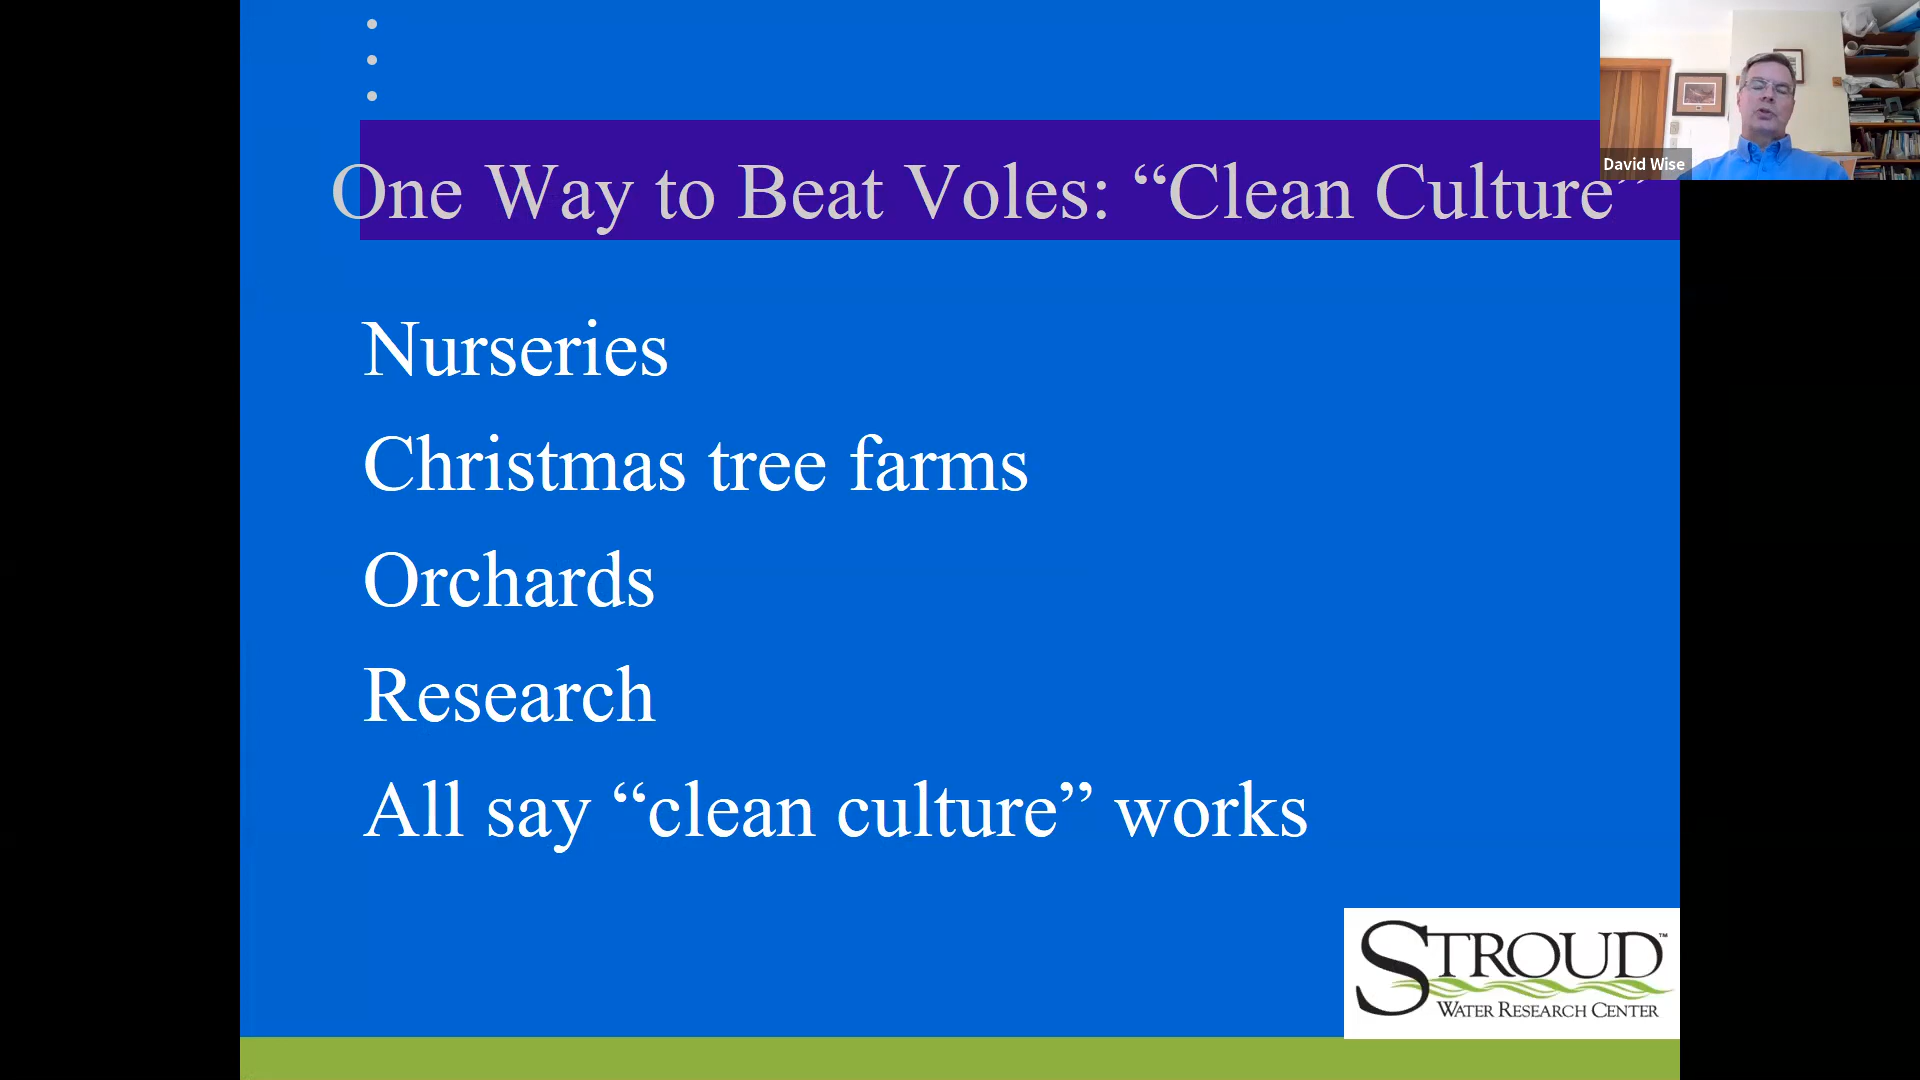 David Wise
One Way to Beat Voles: “Clean Culture”
Nurseries
Christmas tree farms
Orchards
Research
All say “clean culture” works
STROUD™
WATER RESEARCH CENTER